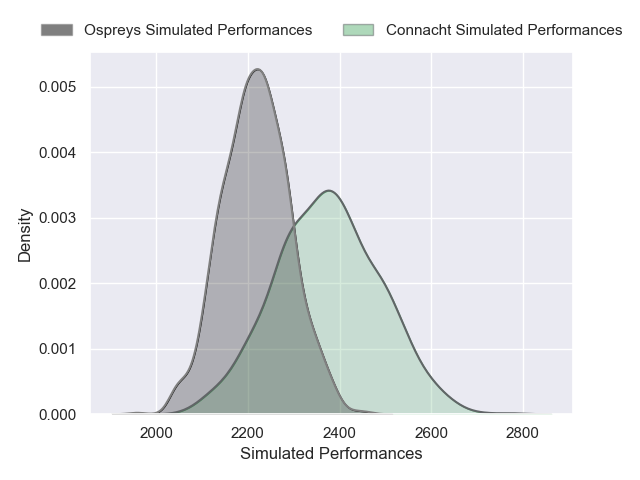 Ospreys Simulated Performances
Connacht Simulated Performances
0.005
0.004
0.003
0.002
0.001
0.000
Density
2000
2200
2400
2600
2800
Simulated Performances